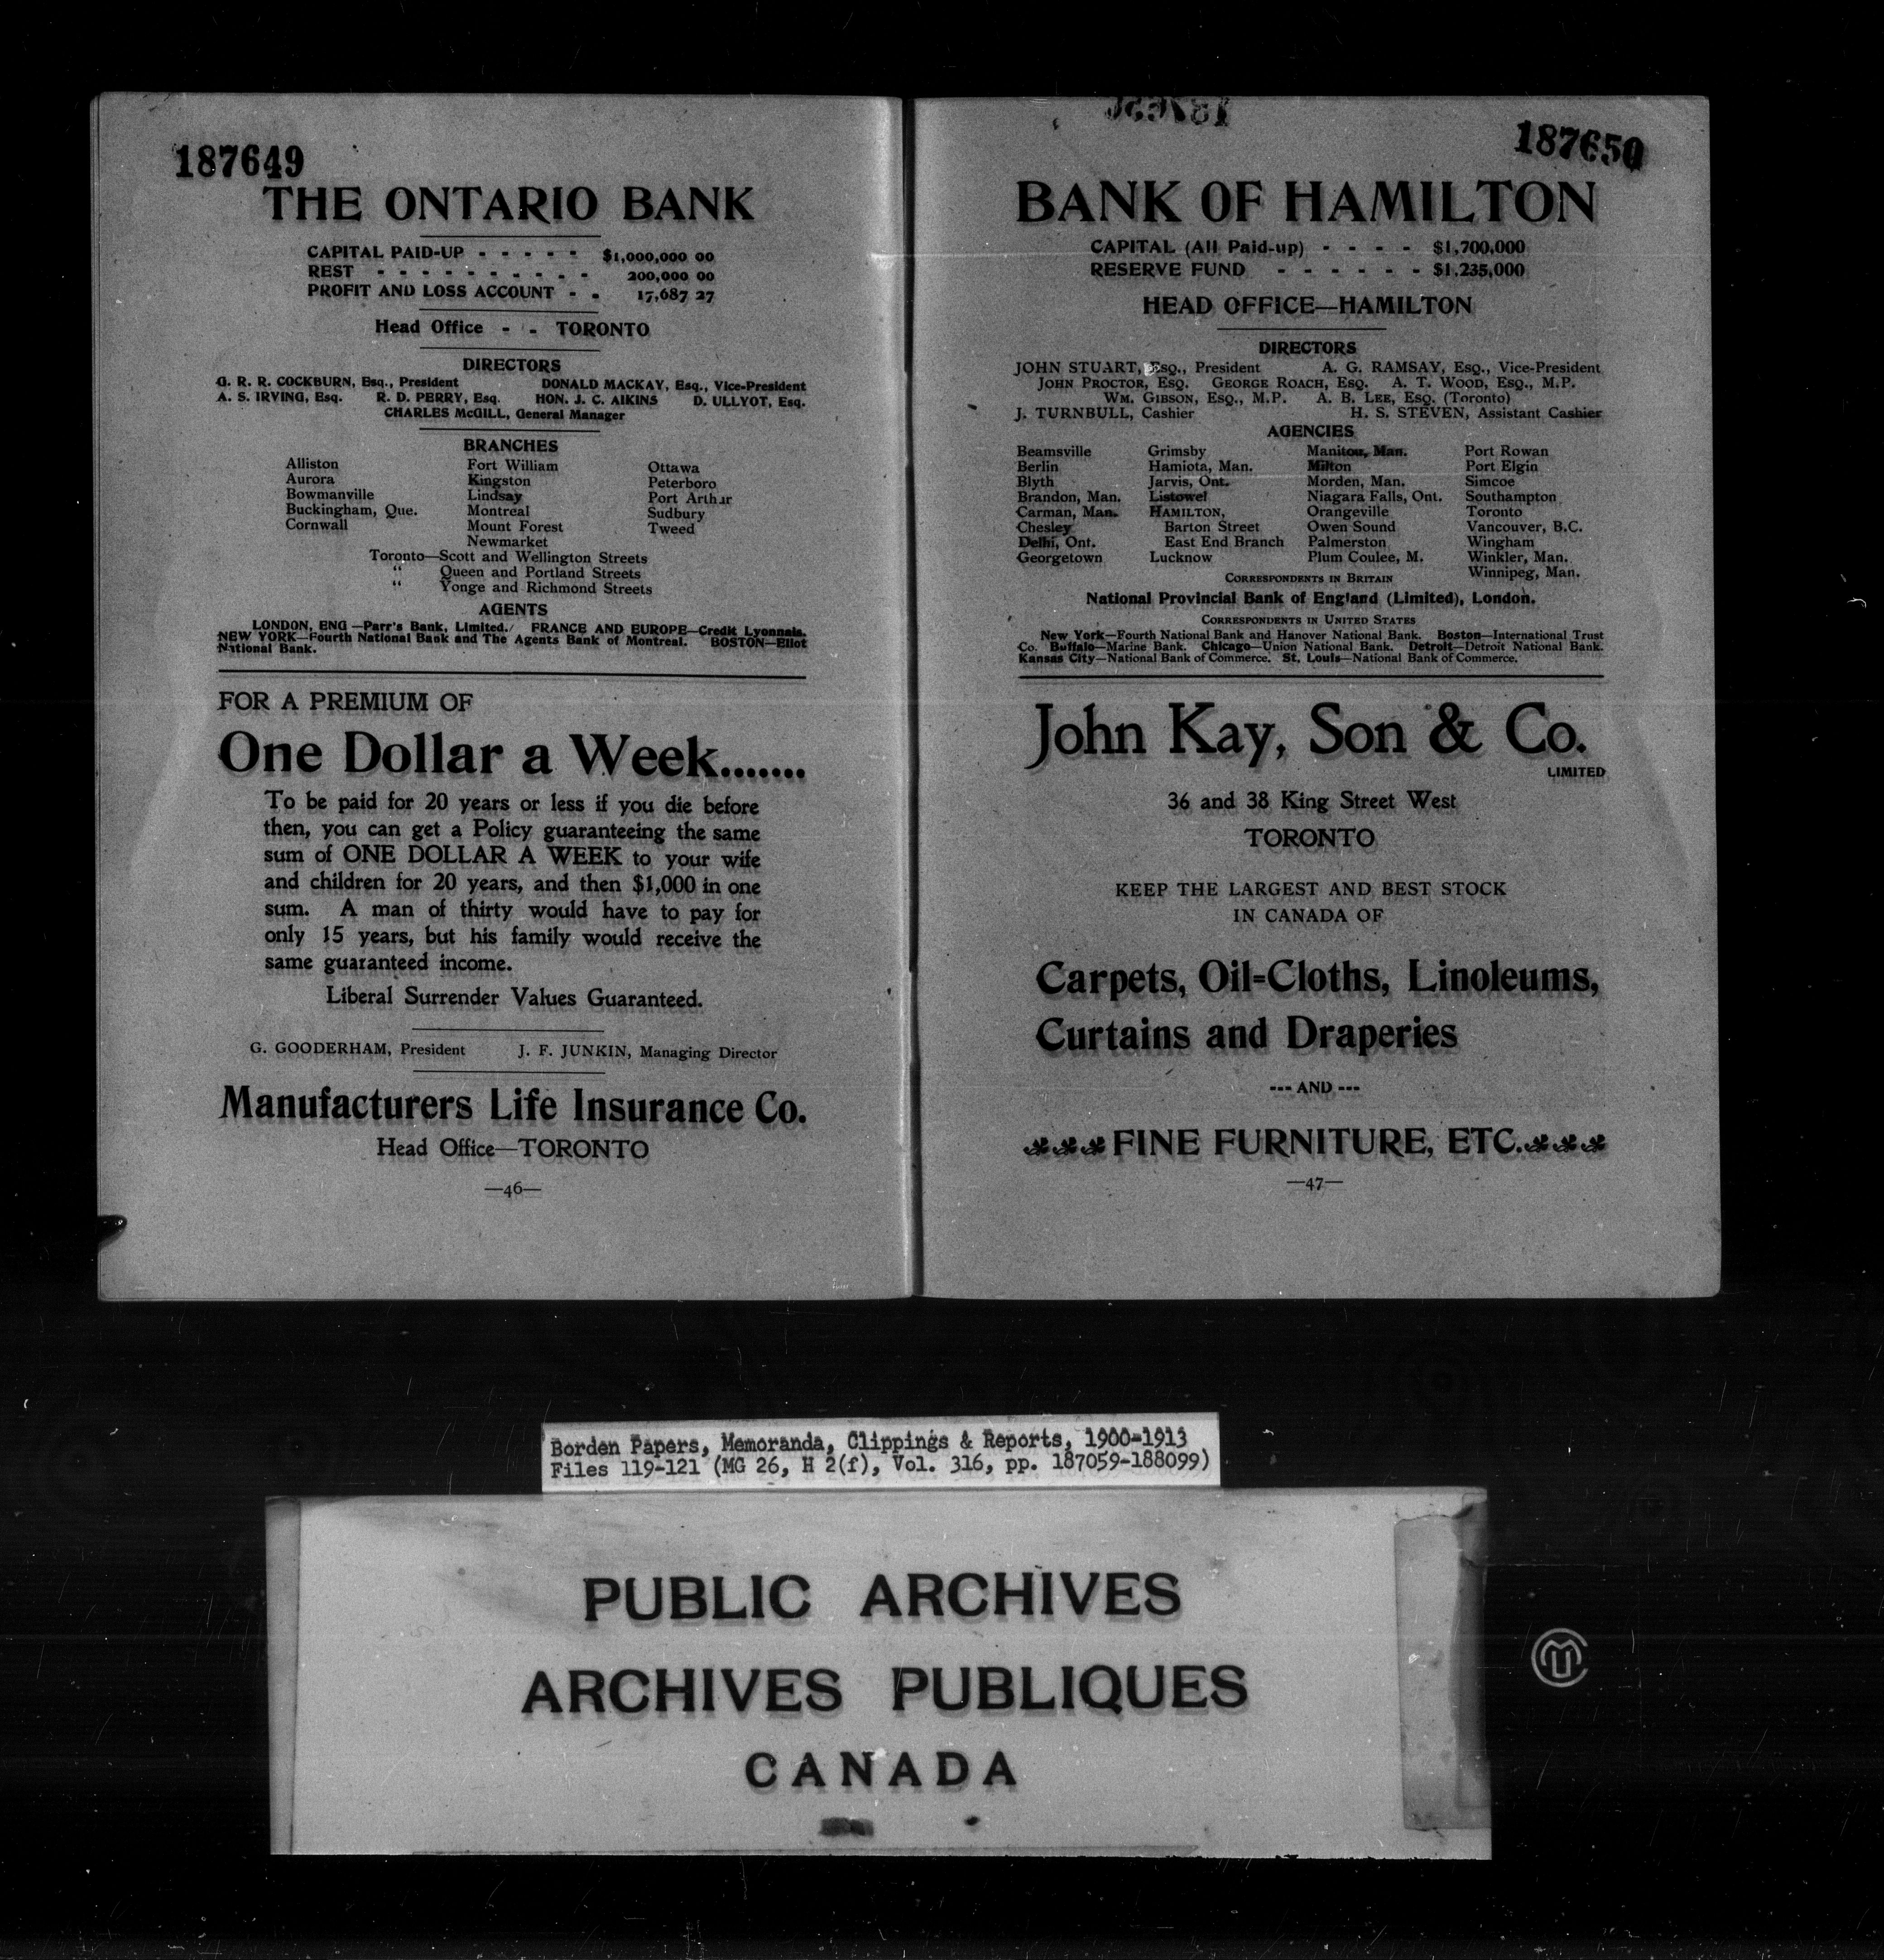 187649
THE ONTARIO BANK
CAPITAL PAID-UP - - - - - $1,000,000 00
REST - - - - - - - - - - 200,000 00
PROFIT AND LOSS ACCOUNT - - 17,687 27
Head Office - - TORONTO
DIRECTORS
G. R. R. COCKBURN, Esq., President DONALD MACKAY, Esq., Vice-President
A. S. IRVING, Esq. R. D. PERRY, Esq. HON. J. C. AIKINS D. ULLYOT, Esq.
CHARLES McGILL, General Manager
BRANCHES
Alliston Fort William Ottawa
Aurora Kingston Peterboro
Bowmanville Lindsay Port Arthur
Buckingham, Que. Montreal Sudbury
Cornwall Mount Forest Tweed
Newmarket
Toronto—Scott and Wellington Streets
“ Queen and Portland Streets
“ Yonge and Richmond Streets
AGENTS
LONDON, ENG —Parr's Bank, Limited. FRANCE AND EUROPE—Credit Lyonnais.
NEW YORK—Fourth National Bank and The Agents Bank of Montreal. BOSTON—Eliot
National Bank.
FOR A PREMIUM OF
One Dollar a Week.......
To be paid for 20 years or less if you die before
then, you can get a Policy guaranteeing the same
sum of ONE DOLLAR A WEEK to your wife
and children for 20 years, and then $1,000 in one
sum. A man of thirty would have to pay for
only 15 years, but his family would receive the
same guaranteed income.
Liberal Surrender Values Guaranteed.
G. GOODERHAM, President J. F. JUNKIN, Managing Director
Manufacturers Life Insurance Co.
Head Office—TORONTO
—46—
187650
187650
BANK OF HAMILTON
CAPITAL (All Paid-up) - - - - $1,700,000
RESERVE FUND - - - - - - $1,235,000
HEAD OFFICE—HAMILTON
DIRECTORS
JOHN STUART, Esq., President A. G. RAMSAY, Esq., Vice-President
JOHN PROCTOR, ESQ. GEORGE ROACH, ESQ. A. T. WOOD, ESQ., M.P.
WM. GIBSON, ESQ., M.P. A. B. LEE, ESQ. (Toronto)
J. TURNBULL, Cashier H. S. STEVEN, Assistant Cashier
AGENCIES
Beamsville Grimsby Manitou, Man. Port Rowan
Berlin Hamiota, Man. Milton Port Elgin
Blyth Jarvis, Ont. Morden, Man. Simcoe
Brandon, Man. Listowel Niagara Falls, Ont. Southampton
Carman, Man. HAMILTON, Orangeville Toronto
Chesley Barton Street Owen Sound Vancouver, B.C.
Delhi, Ont. East End Branch Palmerston Wingham
Georgetown Lucknow Plum Coulee, M. Winkler, Man.
Winnipeg, Man.
CORRESPONDENTS IN BRITAIN
National Provincial Bank of England (Limited), London.
CORRESPONDENTS IN UNITED STATES
New York—Fourth National Bank and Hanover National Bank. Boston—International Trust
Co. Buffalo—Marine Bank. Chicago—Union National Bank. Detroit—Detroit National Bank.
Kansas City—National Bank of Commerce. St. Louis—National Bank of Commerce.
John Kay, Son & Co.
LIMITED
36 and 38 King Street West
TORONTO
KEEP THE LARGEST AND BEST STOCK
IN CANADA OF
Carpets, Oil=Cloths, Linoleums,
Curtains and Draperies
--- AND ---
FINE FURNITURE, ETC.
—47—
Borden Papers, Memoranda, Clippings & Reports, 1900-1913
Files 119-121 (MG 26, H 2(f), Vol. 316, pp. 187059-188099)
PUBLIC ARCHIVES
ARCHIVES PUBLIQUES
CANADA